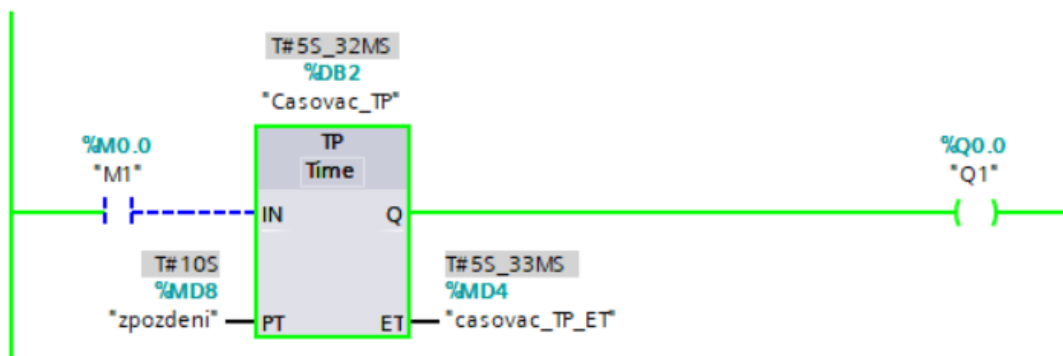 T#5S_32MS
%DB2
"Casovac_TP"
%M0.0
"M1"
TP
Time
%Q0.0
"Q1"
IN
Q
T#10S
%MD8
"zpozdeni"
PT
ET
T#5S_33MS
%MD4
"casovac_TP_ET"